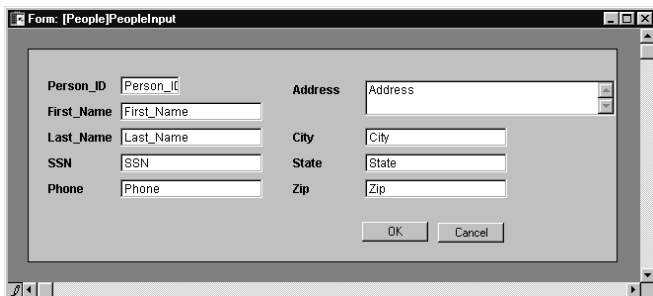 Form: [People]PeopleInput
Person_ID Person_I
First_Name First_Name
Last_Name Last_Name
SSN SSN
Phone Phone
Address Address
City City
State State
Zip Zip
OK Cancel